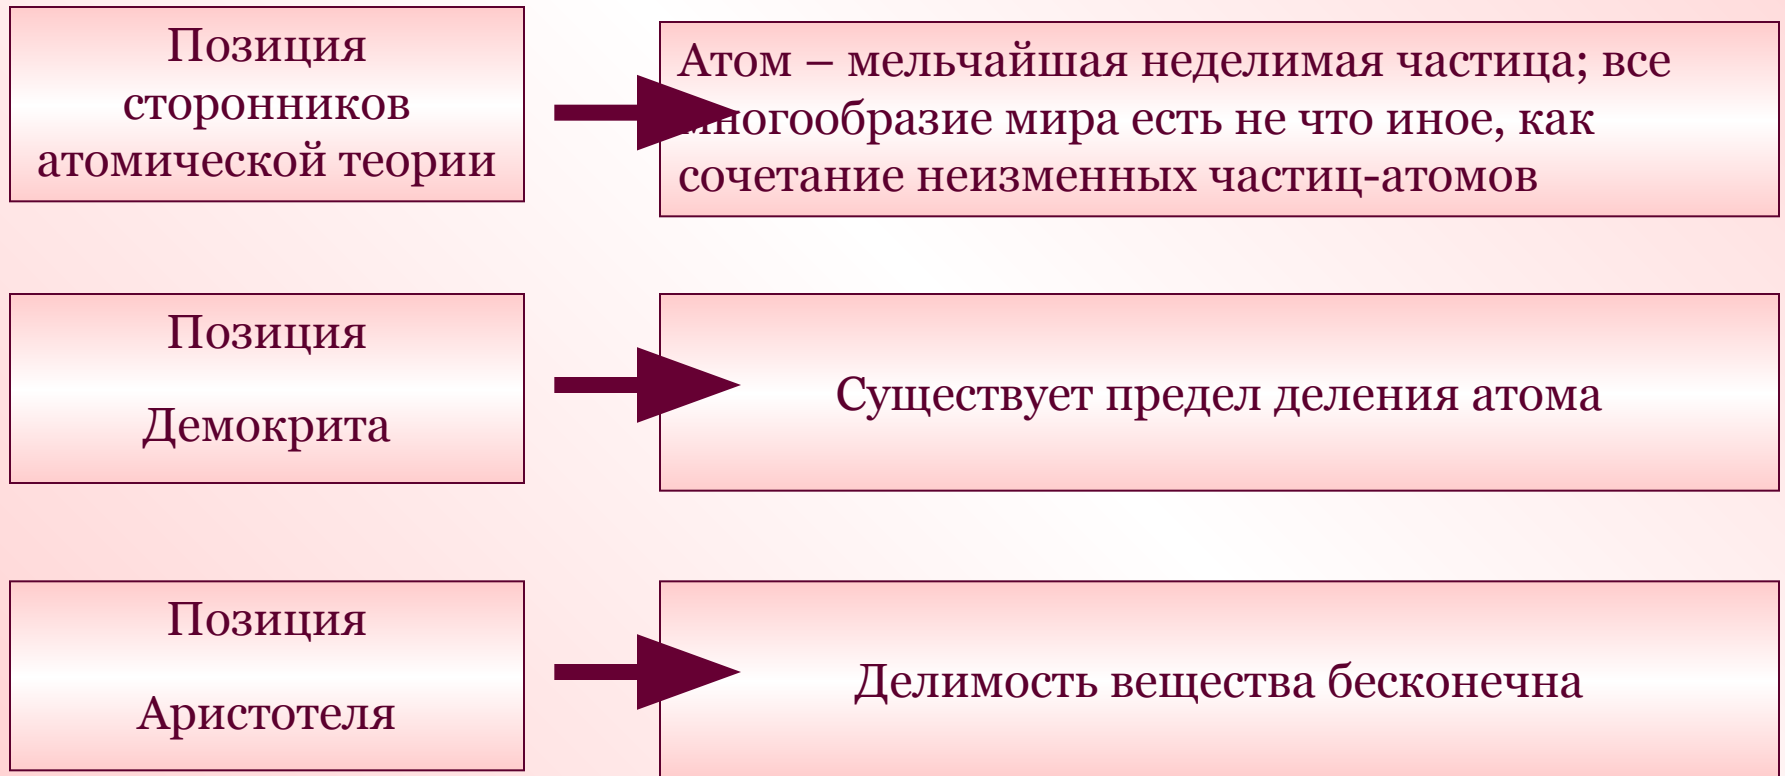 Позиция
сторонников
атомической теории
Атом – мельчайшая неделимая частица; все
многообразие мира есть не что иное, как
сочетание неизменных частиц-атомов
Позиция
Демокрита
Существует предел деления атома
Позиция
Аристотеля
Делимость вещества бесконечна